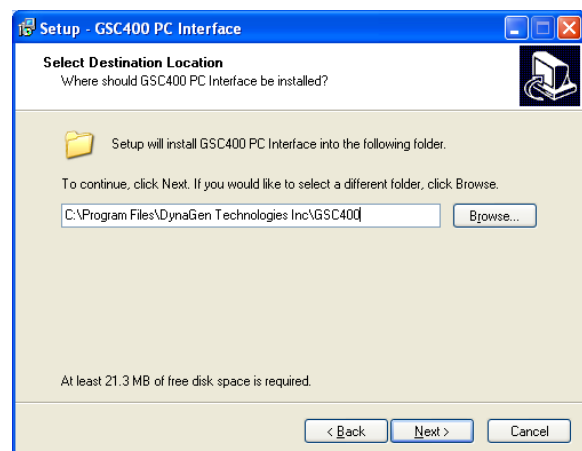 Setup - GSC400 PC Interface
Select Destination Location
Where should GSC400 PC Interface be installed?
Setup will install GSC400 PC Interface into the following folder.
To continue, click Next. If you would like to select a different folder, click Browse.
C:\Program Files\DynaGen Technologies Inc\GSC400
Browse...
At least 21.3 MB of free disk space is required.
< Back Next > Cancel